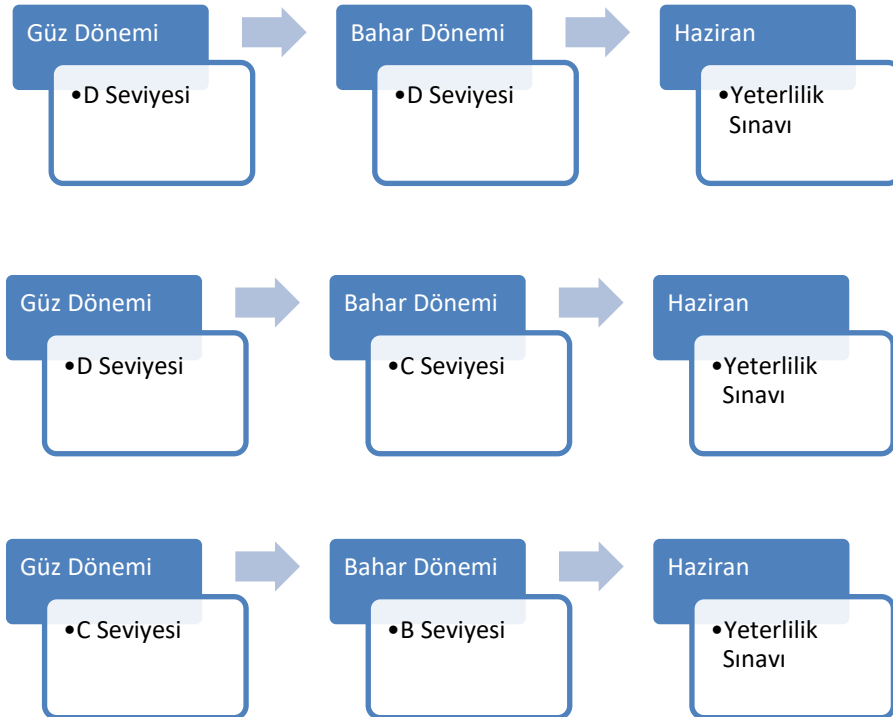 Güz Dönemi
Bahar Dönemi
Haziran
•D Seviyesi
•D Seviyesi
•Yeterlilik
Sınavı
Güz Dönemi
Bahar Dönemi
Haziran
•D Seviyesi
•C Seviyesi
•Yeterlilik
Sınavı
Güz Dönemi
Bahar Dönemi
Haziran
•C Seviyesi
•B Seviyesi
•Yeterlilik
Sınavı